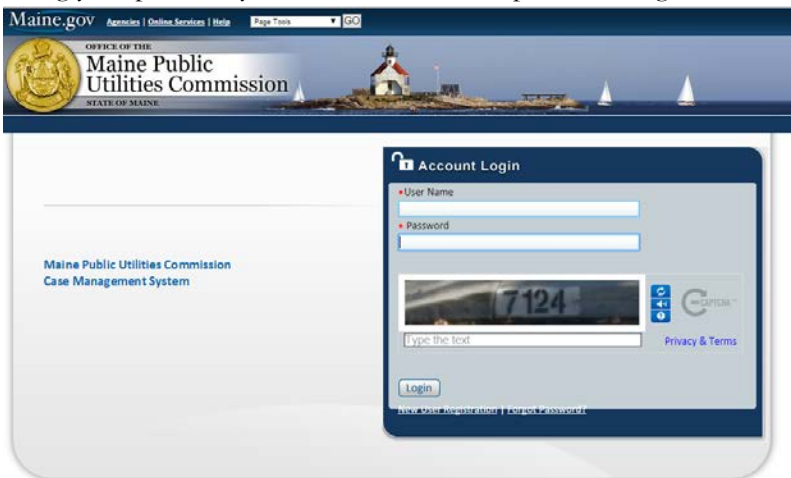 Maine.gov Agencies | Online Services | Help Page Tools GO
OFFICE OF THE
Maine Public
Utilities Commission
STATE OF MAINE
Account Login
*User Name
* Password
Maine Public Utilities Commission
Case Management System
7124
reCAPTCHA™
Type the text
Privacy & Terms
Login
New User Registration | Forgot Password?